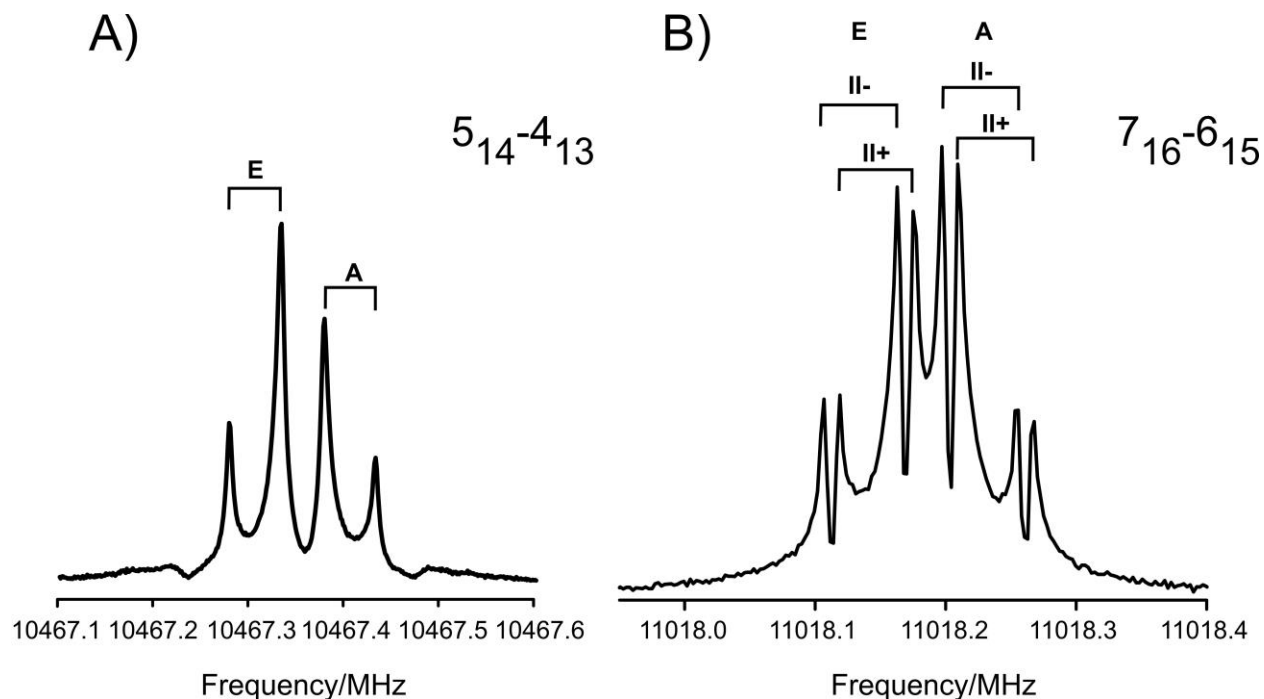 A)
5₁₄-4₁₃
E
A
10467.1 10467.2 10467.3 10467.4 10467.5 10467.6
Frequency/MHz
B)
E A
II- II-
II+ II+
7₁₆-6₁₅
11018.0 11018.1 11018.2 11018.3 11018.4
Frequency/MHz